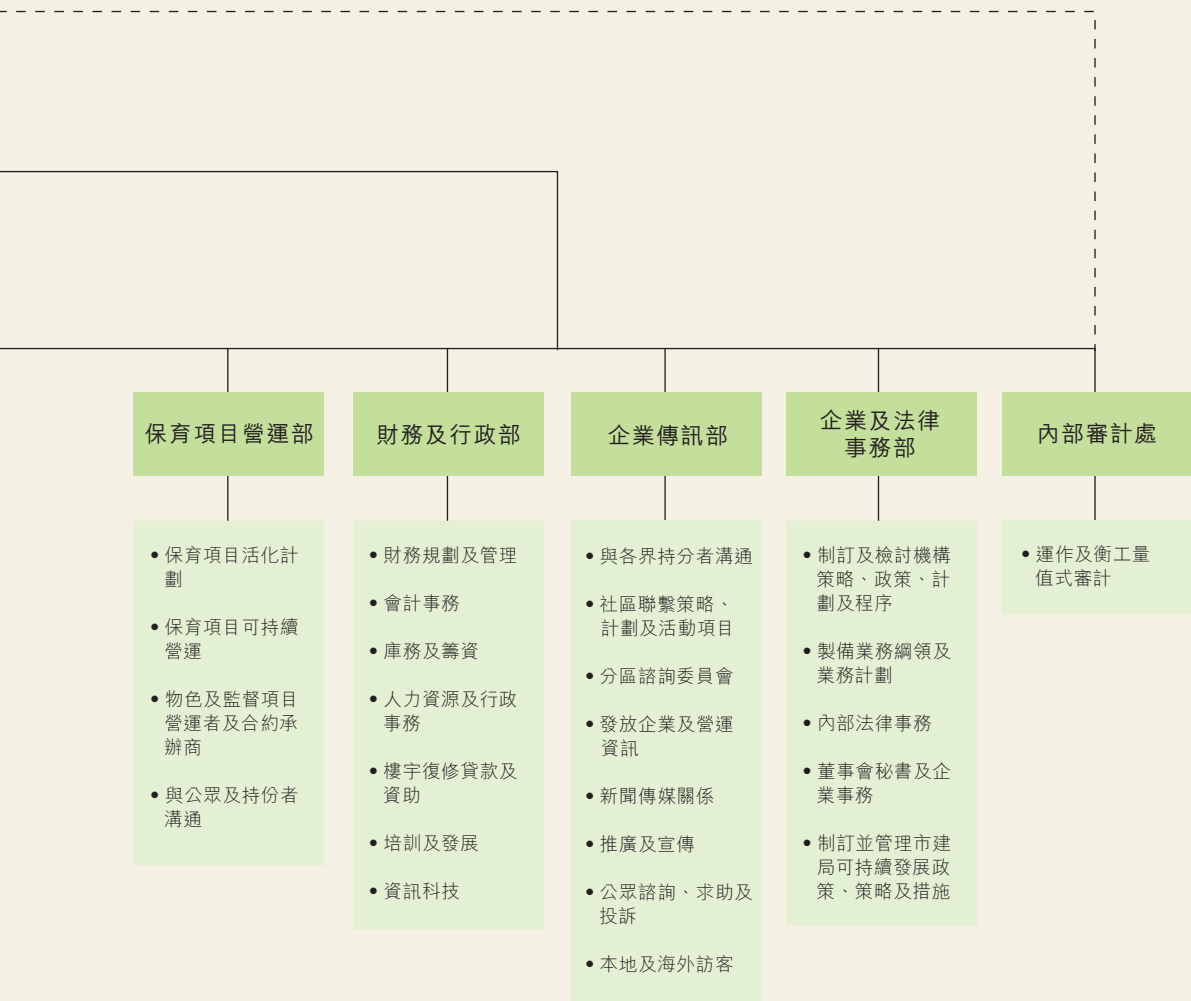 保育項目營運部
• 保育項目活化計
劃
• 保育項目可持續
營運
• 物色及監督項目
營運者及合約承
辦商
• 與公眾及持份者
溝通
財務及行政部
• 財務規劃及管理
• 會計事務
• 庫務及籌資
• 人力資源及行政
事務
• 樓宇復修貸款及
資助
• 培訓及發展
• 資訊科技
企業傳訊部
• 與各界持分者溝通
• 社區聯繫策略、
計劃及活動項目
• 分區諮詢委員會
• 發放企業及營運
資訊
• 新聞傳媒關係
• 推廣及宣傳
• 公眾諮詢、求助及
投訴
• 本地及海外訪客
企業及法律
事務部
• 制訂及檢討機構
策略、政策、計
劃及程序
• 製備業務綱領及
業務計劃
• 內部法律事務
• 董事會秘書及企
業事務
• 制訂並管理市建
局可持續發展政
策、策略及措施
內部審計處
• 運作及衡工量
值式審計